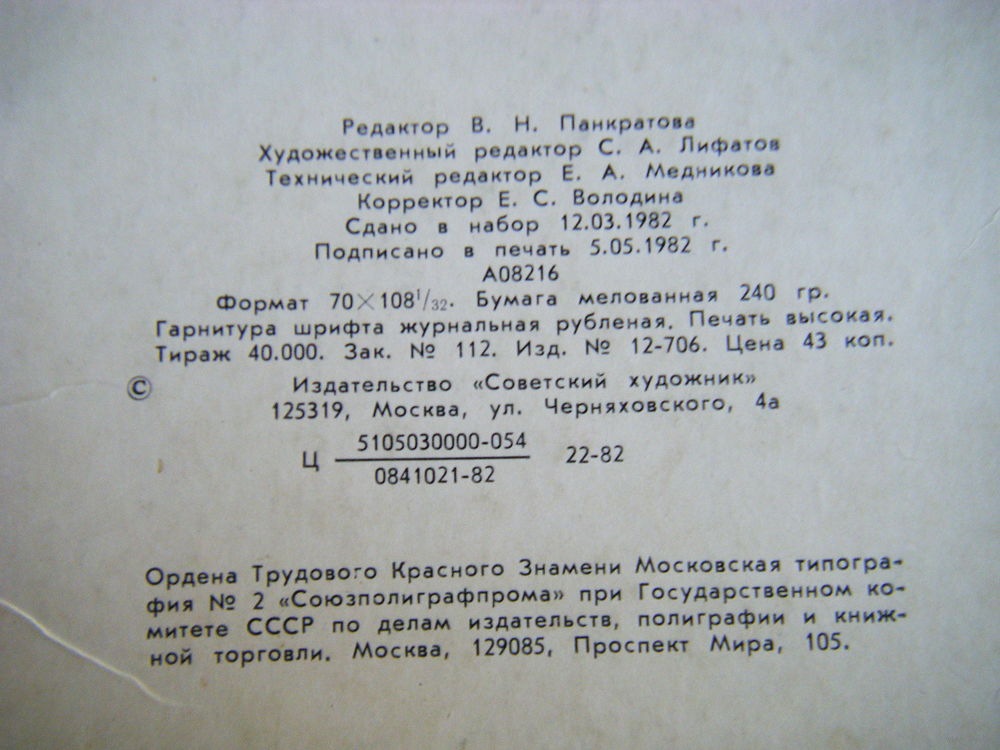 Редактор В. Н. Панкратова
Художественный редактор С. А. Лифатов
Технический редактор Е. А. Медникова
Корректор Е. С. Володина
Сдано в набор 12.03.1982 г.
Подписано в печать 5.05.1982 г.
А08216
Формат 70×108¹/₃₂. Бумага мелованная 240 гр.
Гарнитура шрифта журнальная рубленая. Печать высокая.
Тираж 40.000. Зак. № 112. Изд. № 12-706. Цена 43 коп.
© Издательство «Советский художник»
125319, Москва, ул. Черняховского, 4а
5105030000-054
Ц 22-82
0841021-82
Ордена Трудового Красного Знамени Московская типогра-
фия № 2 «Союзполиграфпрома» при Государственном ко-
митете СССР по делам издательств, полиграфии и книж-
ной торговли. Москва, 129085, Проспект Мира, 105.